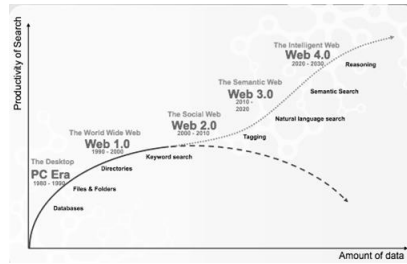 Productivity of Search
The Intelligent Web
Web 4.0
2020 - 2030
Reasoning
The Semantic Web
Web 3.0
2010 -
2020
Semantic Search
Natural language search
The Social Web
Web 2.0
2000 - 2010
Tagging
The World Wide Web
Web 1.0
1990 - 2000
Keyword search
Directories
The Desktop
PC Era
1980 - 1990
Files & Folders
Databases
Amount of data